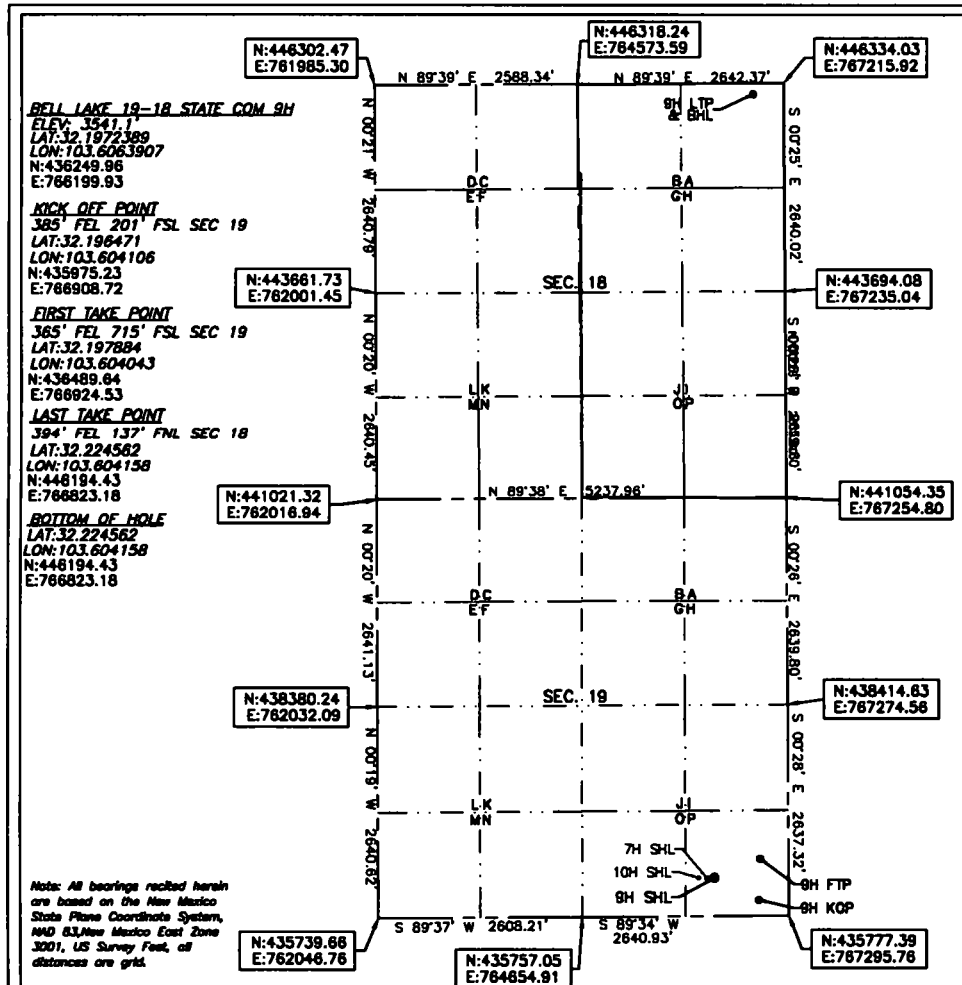 N:446302.47
E:761985.30
N:446318.24
E:764573.59
N:446334.03
E:767215.92
N 89°39' E 2588.34'
N 89°39' E 2642.37'
BELL LAKE 19-18 STATE COM 9H
ELEV: 3541.1'
LAT:32.1972389
LON:103.6063907
N:436249.96
E:766199.93
KICK OFF POINT
385' FEL 201' FSL SEC 19
LAT:32.196471
LON:103.604106
N:435975.23
E:766908.72
FIRST TAKE POINT
365' FEL 715' FSL SEC 19
LAT:32.197884
LON:103.604043
N:436489.64
E:766924.53
LAST TAKE POINT
394' FEL 137' FNL SEC 18
LAT:32.224562
LON:103.604158
N:446194.43
E:766823.18
BOTTOM OF HOLE
LAT:32.224562
LON:103.604158
N:446194.43
E:766823.18
9H LTP
& BHL
N 00°21' W 2640.79'
S 00°25' E 2640.02'
D C
E F
B A
G H
N:443661.73
E:762001.45
SEC. 18
N:443694.08
E:767235.04
N 00°20' W 2640.45'
L K
M N
J I
O P
N:441021.32
E:762016.94
N 89°38' E 5237.96'
N:441054.35
E:767254.80
N 00°20' W 2641.13'
S 00°26' E 2639.80'
D C
E F
B A
G H
N:438380.24
E:762032.09
SEC. 19
N:438414.63
E:767274.56
N 00°19' W 2640.62'
S 00°28' E 2637.32'
L K
M N
J I
O P
7H SHL
10H SHL
9H SHL
9H FTP
9H KOP
Note: All bearings recited herein
are based on the New Mexico
State Plane Coordinate System,
NAD 83,New Mexico East Zone
3001, US Survey Feet, all
distances are grid.
N:435739.66
E:762046.76
S 89°37' W 2608.21'
S 89°34' W
2640.93'
N:435757.05
E:764654.91
N:435777.39
E:767295.76